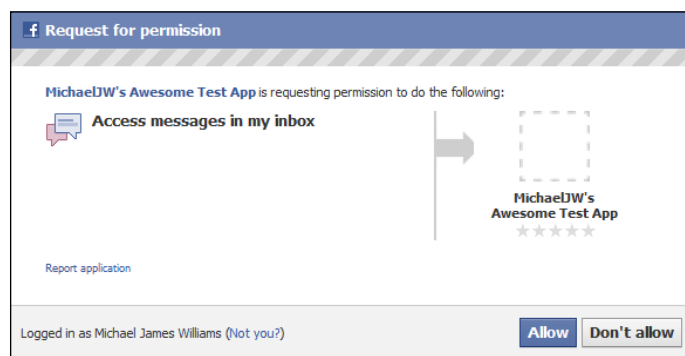 Request for permission
MichaelJW's Awesome Test App is requesting permission to do the following:
Access messages in my inbox
MichaelJW's
Awesome Test App
Report application
Logged in as Michael James Williams (Not you?)
Allow
Don't allow